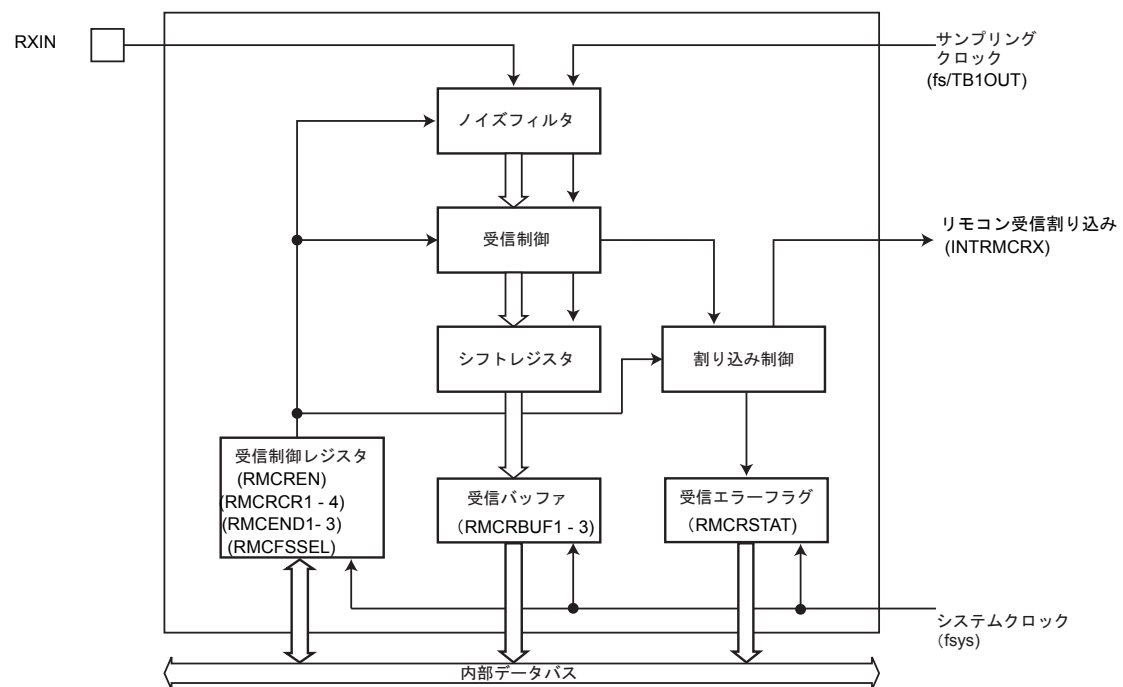 RXIN
サンプリング
クロック
(fs/TB1OUT)
ノイズフィルタ
受信制御
リモコン受信割り込み
(INTRMCRX)
シフトレジスタ
割り込み制御
受信制御レジスタ
(RMCREN)
(RMCRCR1 - 4)
(RMCEND1- 3)
(RMCFSSEL)
受信バッファ
(RMCRBUF1 - 3)
受信エラーフラグ
(RMCRSTAT)
システムクロック
(fsys)
内部データバス